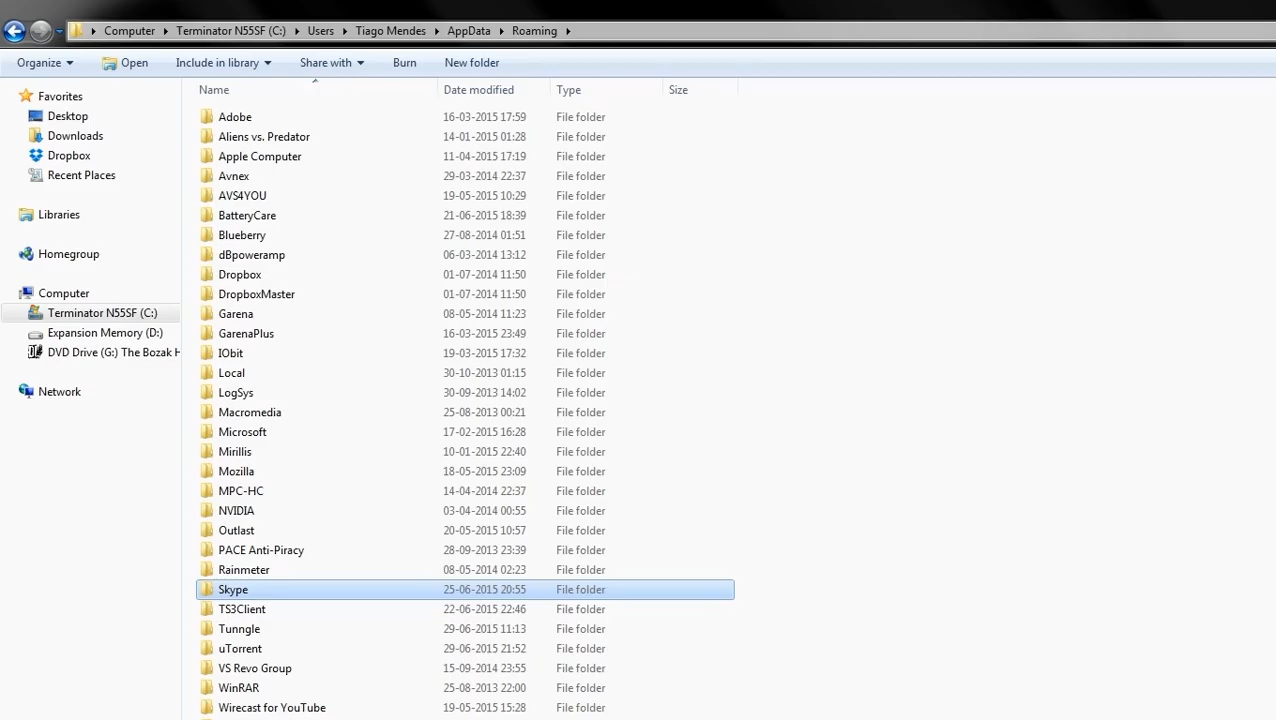 Computer Terminator N55SF (C:) Users Tiago Mendes AppData Roaming
Organize Open Include in library Share with Burn New folder
Favorites
Desktop
Downloads
Dropbox
Recent Places
Libraries
Homegroup
Computer
Terminator N55SF (C:)
Expansion Memory (D:)
DVD Drive (G:) The Bozak H
Network
Name Date modified Type Size
Adobe 16-03-2015 17:59 File folder
Aliens vs. Predator 14-01-2015 01:28 File folder
Apple Computer 11-04-2015 17:19 File folder
Avnex 29-03-2014 22:37 File folder
AVS4YOU 19-05-2015 10:29 File folder
BatteryCare 21-06-2015 18:39 File folder
Blueberry 27-08-2014 01:51 File folder
dBpoweramp 06-03-2014 13:12 File folder
Dropbox 01-07-2014 11:50 File folder
DropboxMaster 01-07-2014 11:50 File folder
Garena 08-05-2014 11:23 File folder
GarenaPlus 16-03-2015 23:49 File folder
IObit 19-03-2015 17:32 File folder
Local 30-10-2013 01:15 File folder
LogSys 30-09-2013 14:02 File folder
Macromedia 25-08-2013 00:21 File folder
Microsoft 17-02-2015 16:28 File folder
Mirillis 10-01-2015 22:40 File folder
Mozilla 18-05-2015 23:09 File folder
MPC-HC 14-04-2014 22:37 File folder
NVIDIA 03-04-2014 00:55 File folder
Outlast 20-05-2015 10:57 File folder
PACE Anti-Piracy 28-09-2013 23:39 File folder
Rainmeter 08-05-2014 02:23 File folder
Skype 25-06-2015 20:55 File folder
TS3Client 22-06-2015 22:46 File folder
Tunngle 29-06-2015 11:13 File folder
uTorrent 29-06-2015 21:52 File folder
VS Revo Group 15-09-2014 23:55 File folder
WinRAR 25-08-2013 22:00 File folder
Wirecast for YouTube 19-05-2015 15:28 File folder